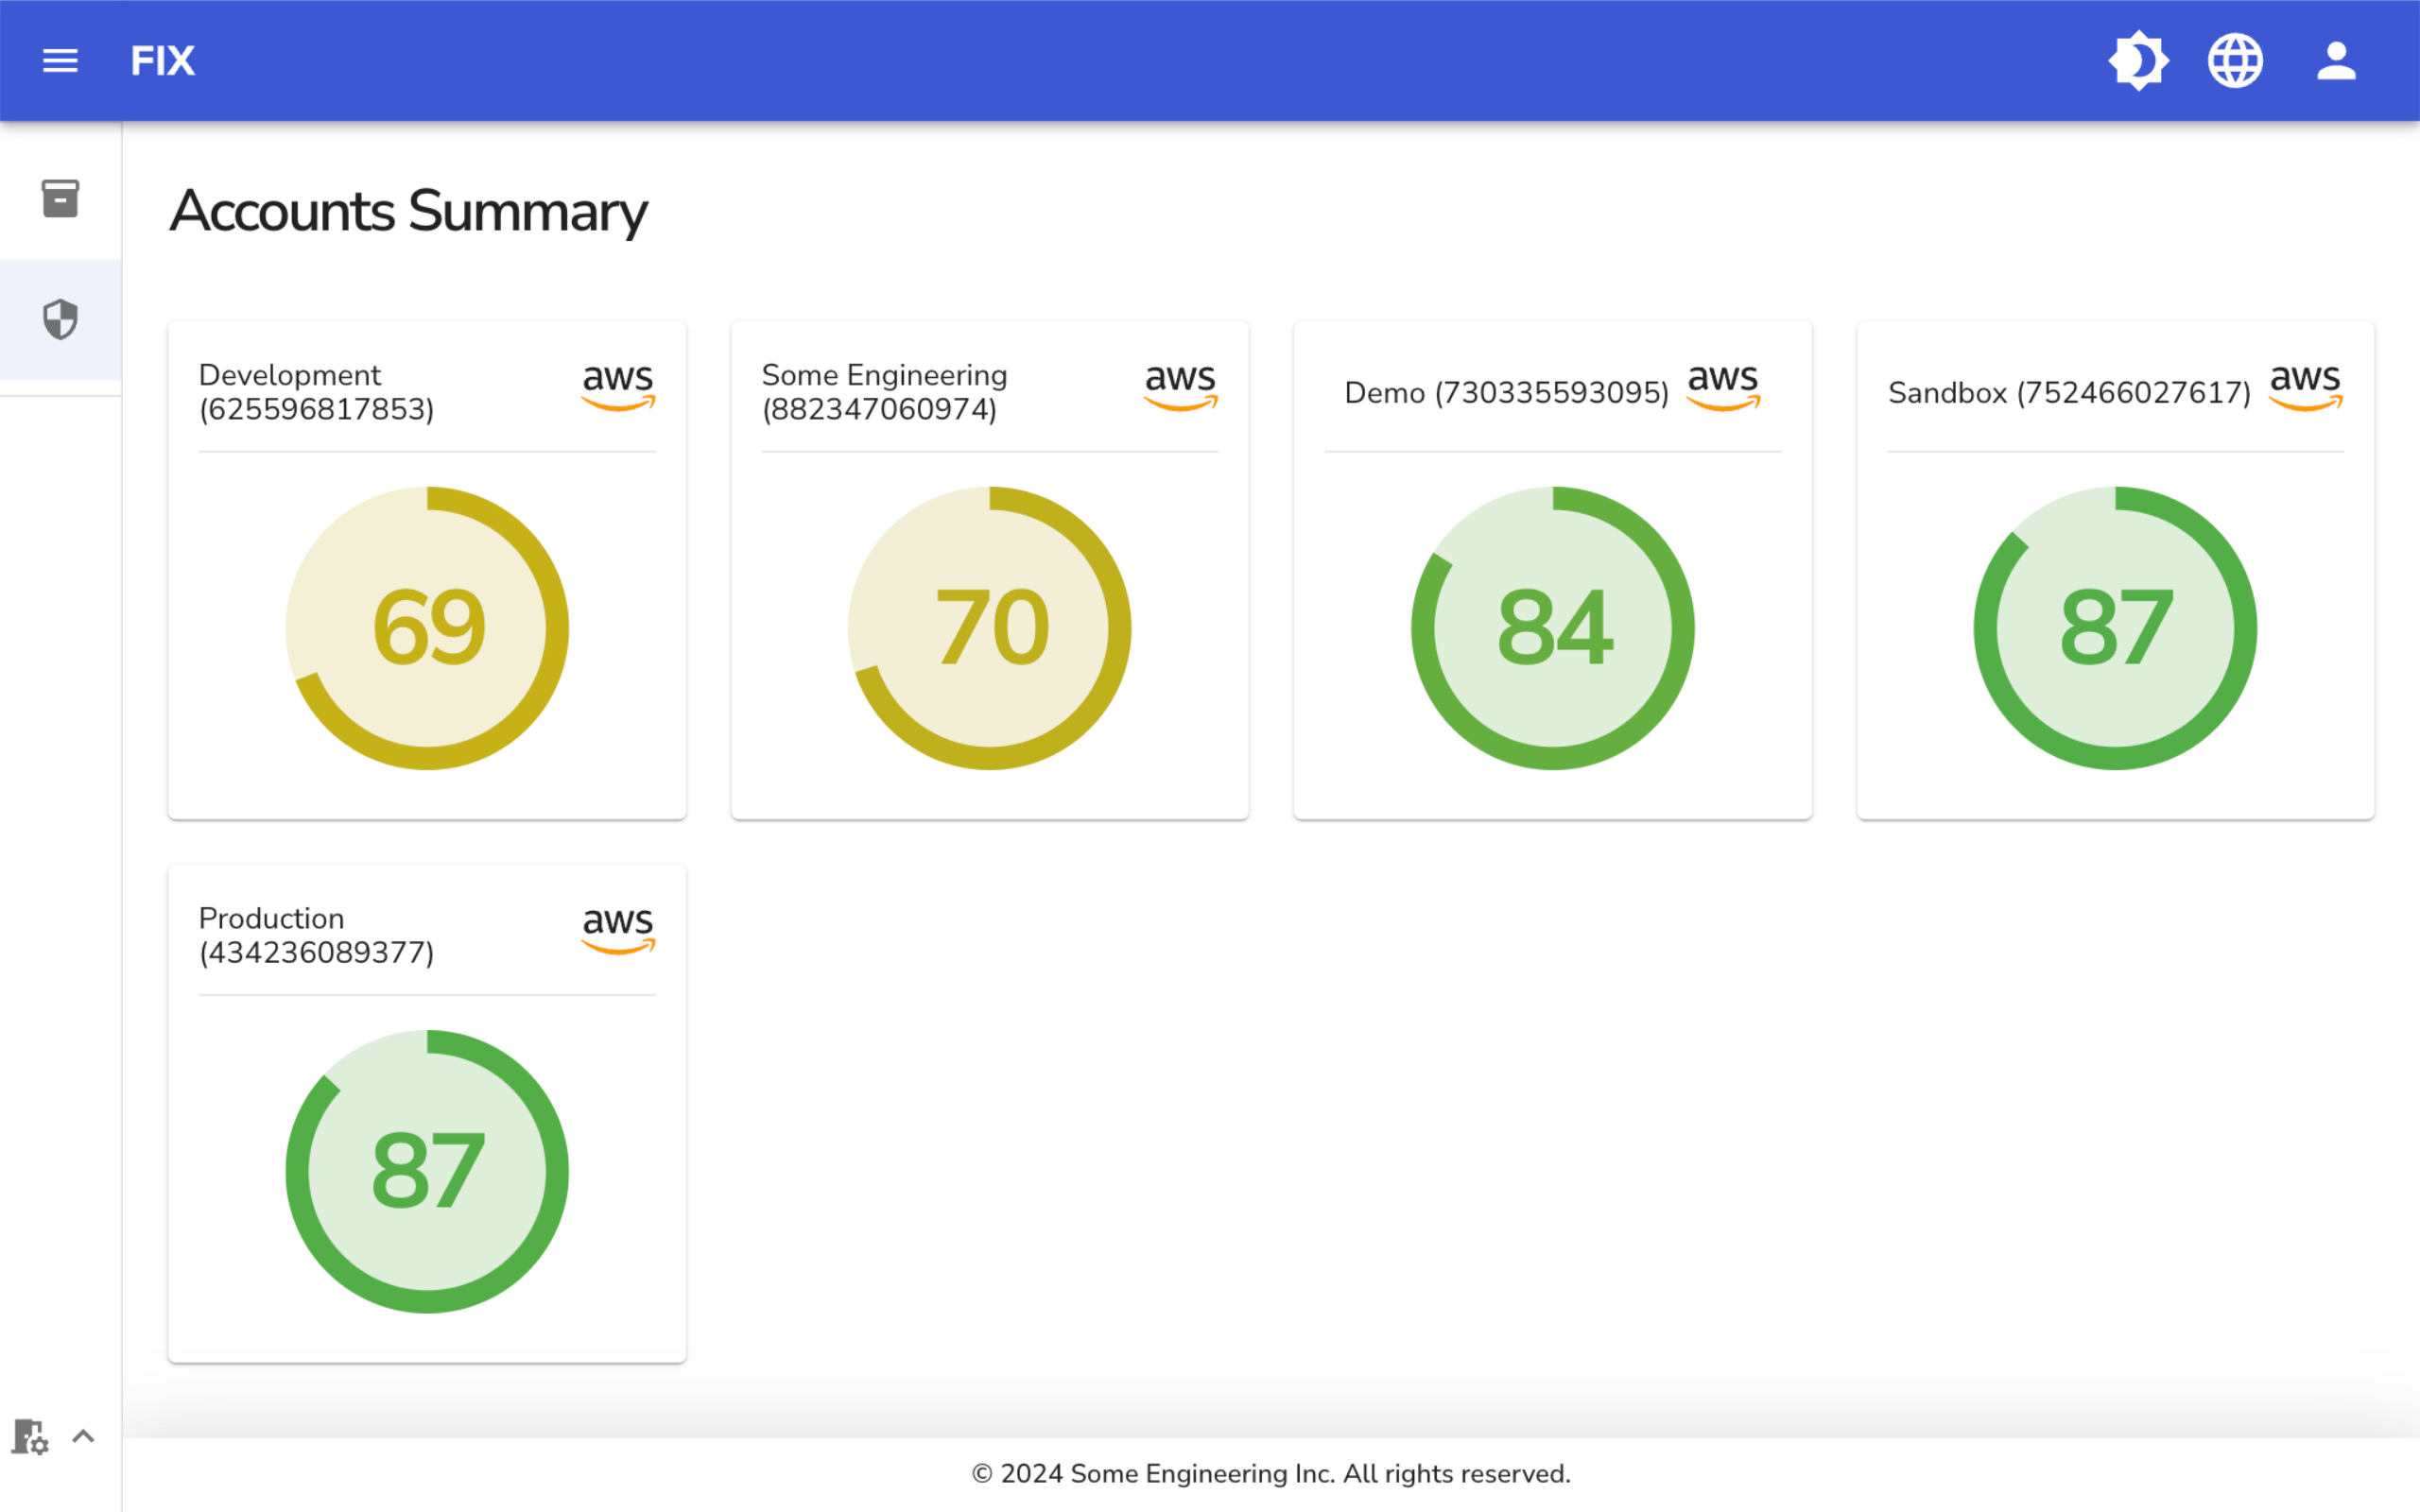 FIX
Accounts Summary
Development
(625596817853)
aws
69
Some Engineering
(882347060974)
aws
70
Demo (730335593095)
aws
84
Sandbox (752466027617)
aws
87
Production
(434236089377)
aws
87
© 2024 Some Engineering Inc. All rights reserved.